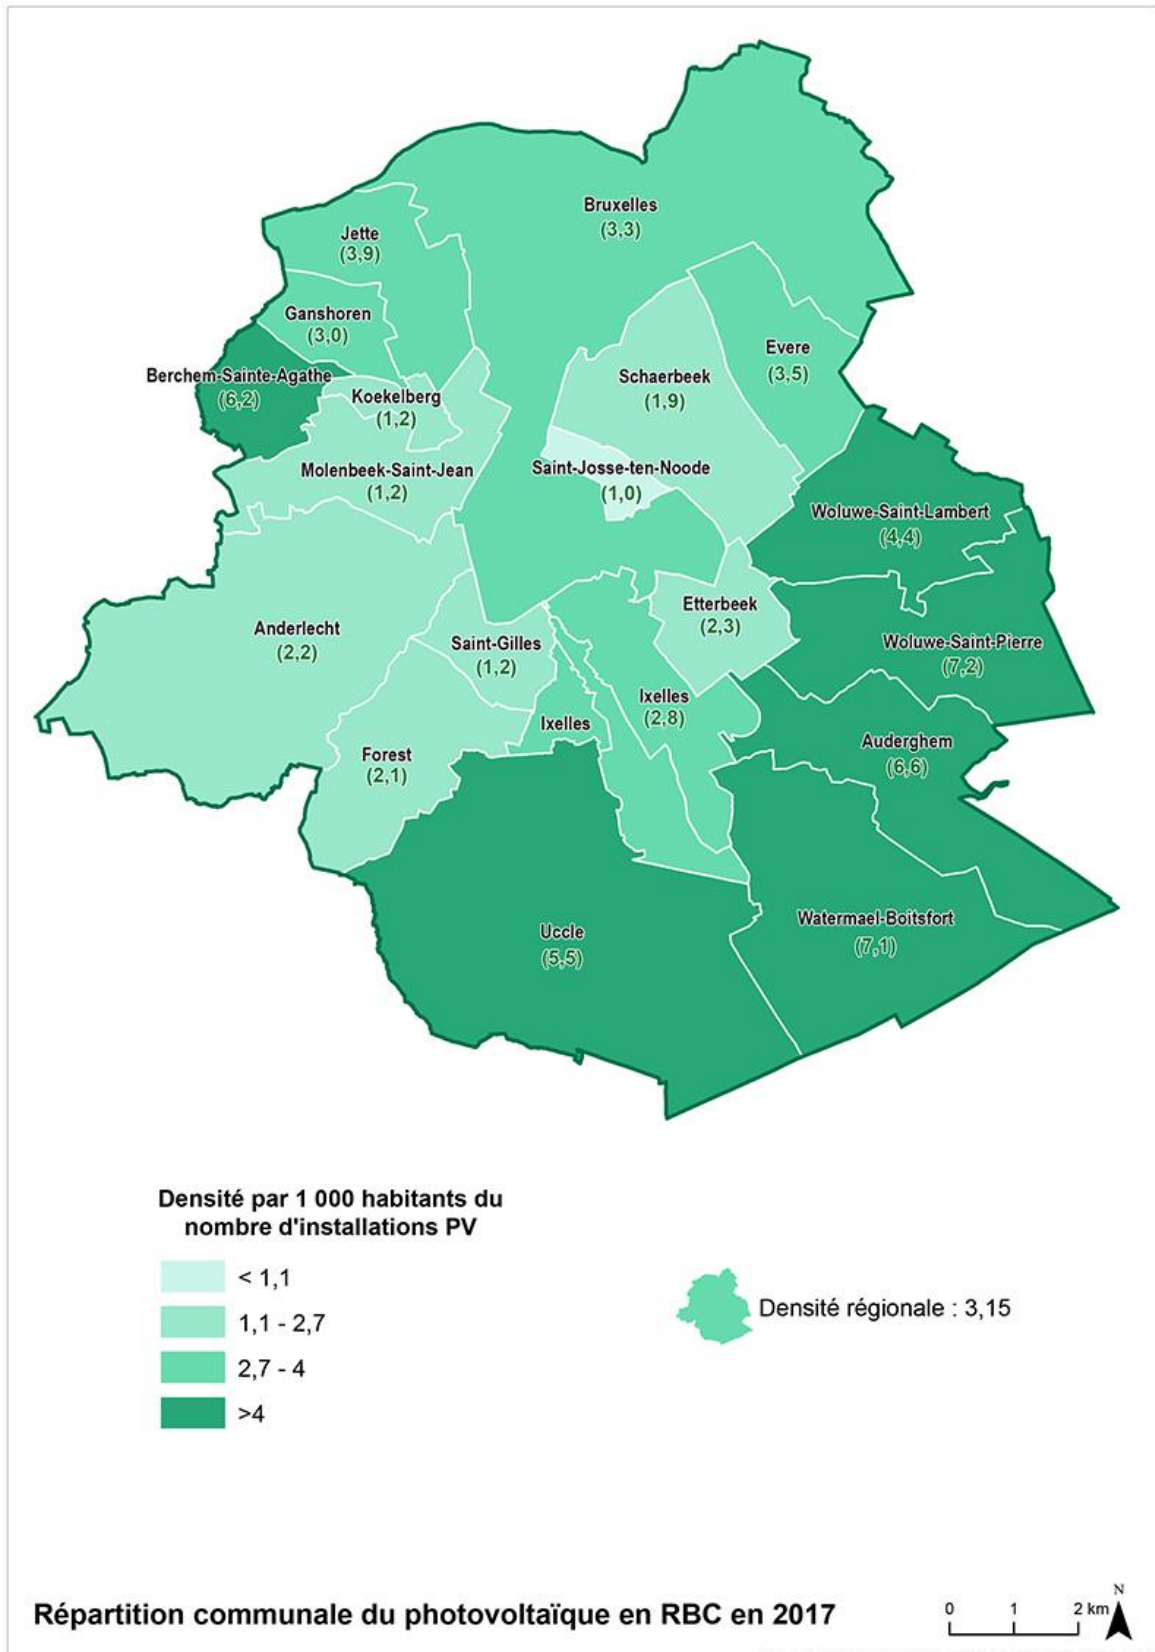 Bruxelles
(3,3)
Jette
(3,9)
Ganshoren
(3,0)
Evere
(3,5)
Berchem-Sainte-Agathe
(6,2)
Schaerbeek
(1,9)
Koekelberg
(1,2)
Molenbeek-Saint-Jean
(1,2)
Saint-Josse-ten-Noode
(1,0)
Woluwe-Saint-Lambert
(4,4)
Etterbeek
(2,3)
Anderlecht
(2,2)
Saint-Gilles
(1,2)
Woluwe-Saint-Pierre
(7,2)
Ixelles
(2,8)
Ixelles
Auderghem
(6,6)
Forest
(2,1)
Watermael-Boitsfort
(7,1)
Uccle
(5,5)
Densité par 1 000 habitants du
nombre d'installations PV
< 1,1
1,1 - 2,7
2,7 - 4
>4
Densité régionale : 3,15
Répartition communale du photovoltaïque en RBC en 2017
0 1 2 km
N